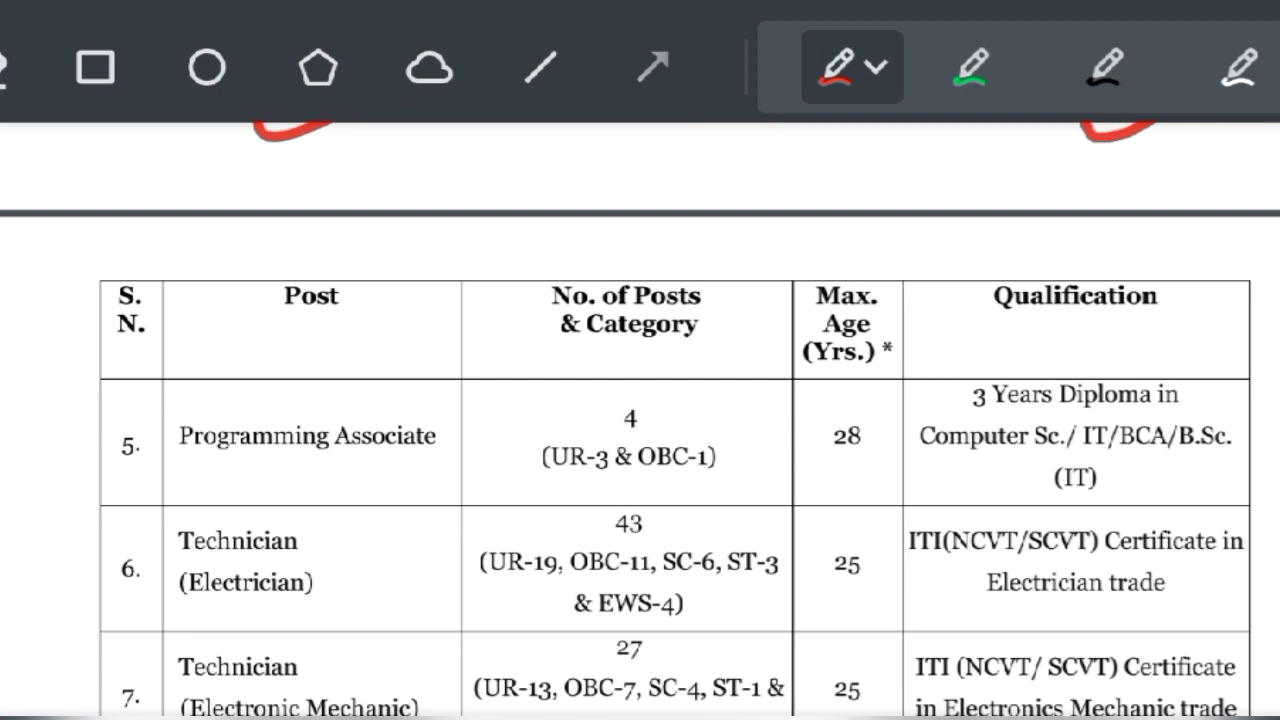 S.
N.
Post
No. of Posts
& Category
Max.
Age
(Yrs.) *
Qualification
5.
Programming Associate
4
(UR-3 & OBC-1)
28
3 Years Diploma in
Computer Sc./ IT/BCA/B.Sc.
(IT)
6.
Technician
(Electrician)
43
(UR-19, OBC-11, SC-6, ST-3
& EWS-4)
25
ITI(NCVT/SCVT) Certificate in
Electrician trade
7.
Technician
(Electronic Mechanic)
27
(UR-13, OBC-7, SC-4, ST-1 &
25
ITI (NCVT/ SCVT) Certificate
in Electronics Mechanic trade